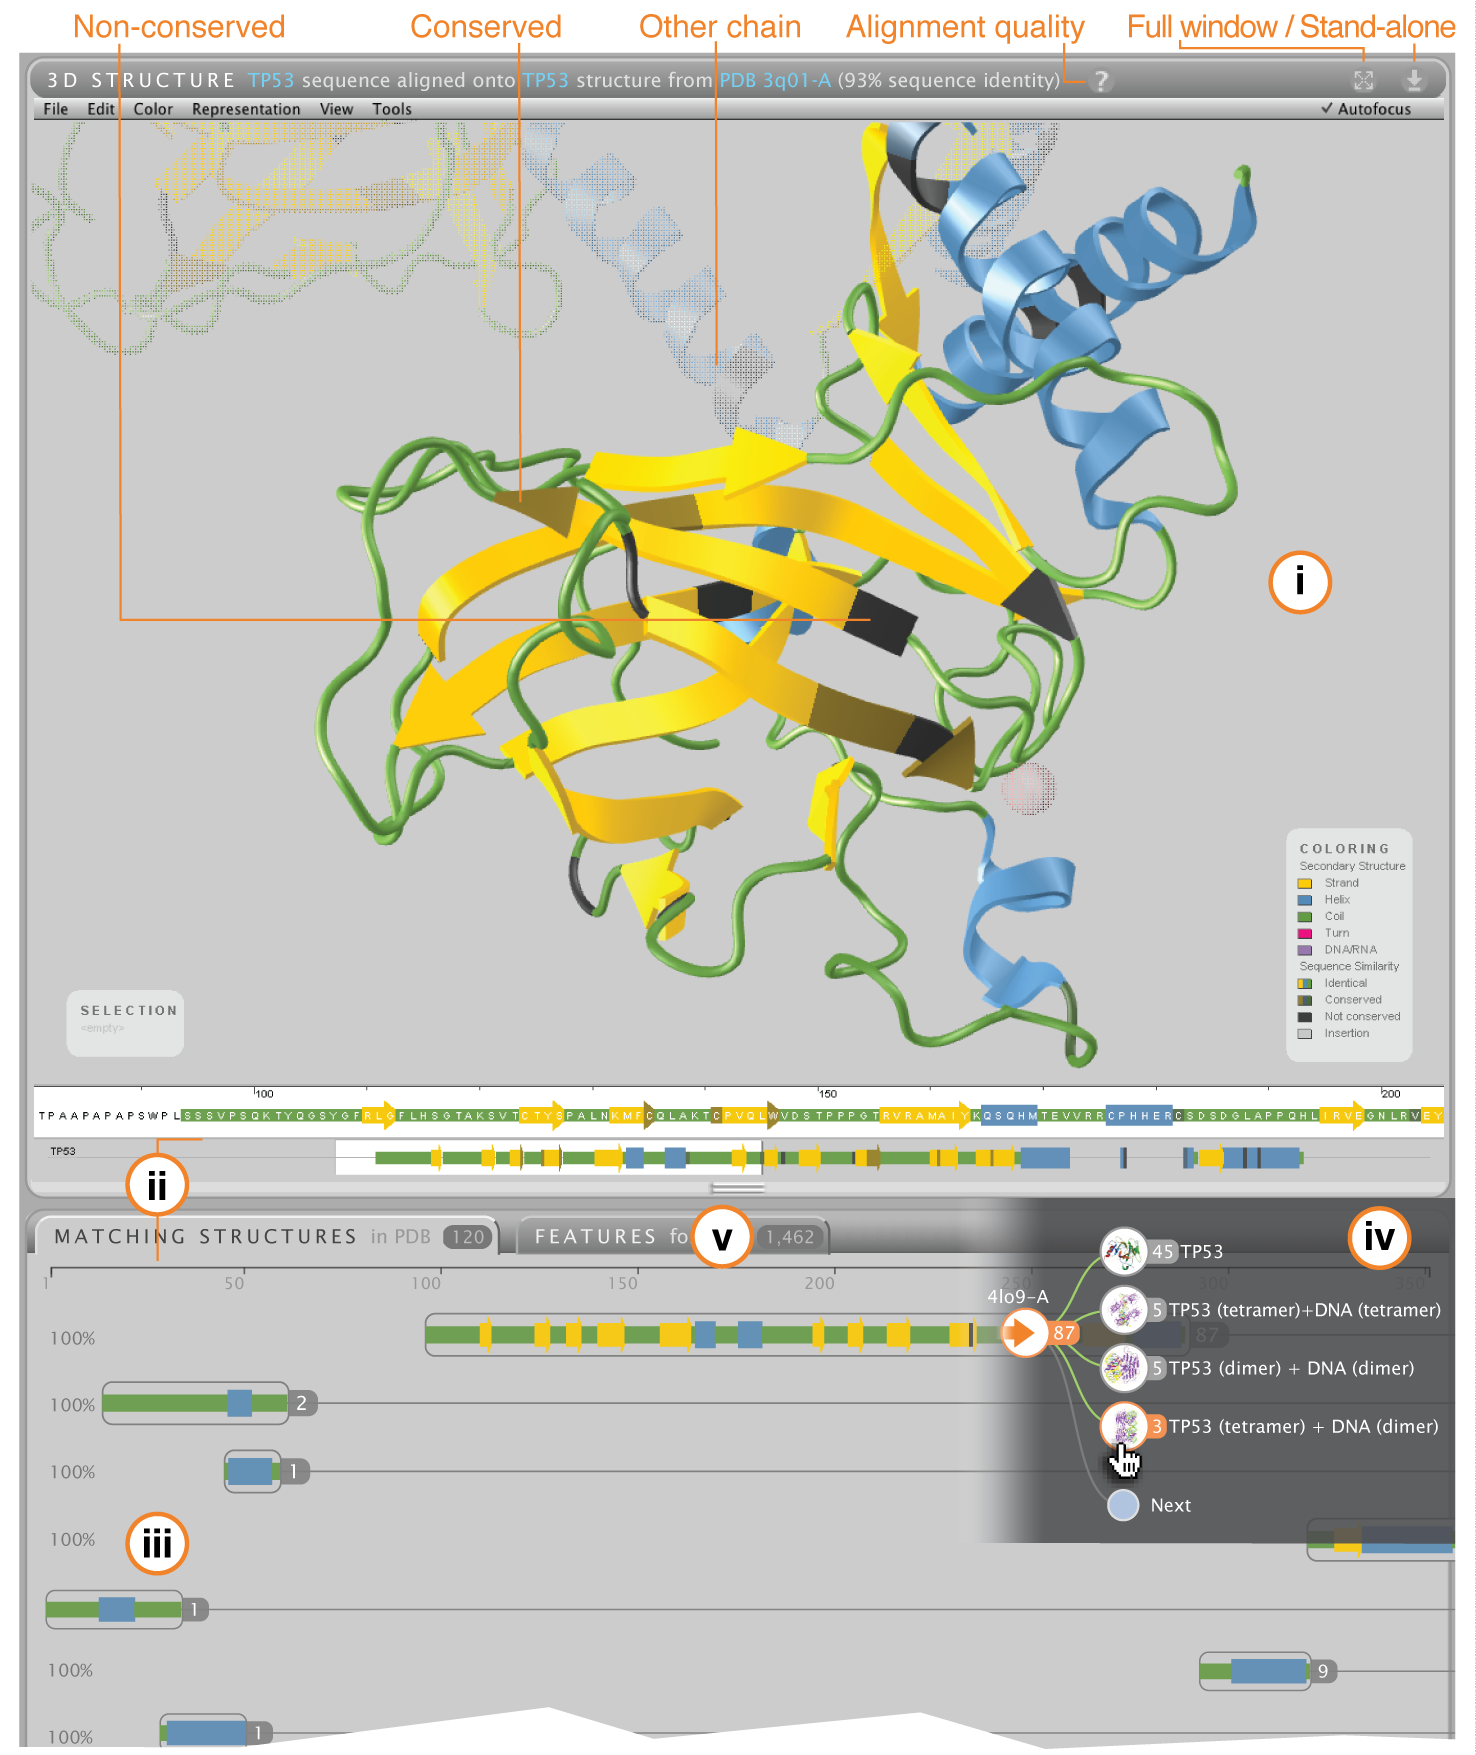 Non-conserved
Conserved
Other chain
Alignment quality
Full window / Stand-alone
3D STRUCTURE TP53 sequence aligned onto TP53 structure from PDB 3q01-A (93% sequence identity) ?
File Edit Color Representation View Tools
✓ Autofocus
i
COLORING
Secondary Structure
Strand
Helix
Coil
Turn
DNA/RNA
Sequence Similarity
Identical
Conserved
Not conserved
Insertion
SELECTION
<empty>
100 150 200
TPAAPAPAPSWPLSSSVPSQKTYQGSYGFRLGFLHSGTAKSVTCTYSPALNKMFCQLAKTCPVQLWVDSTPPPGTRVRAMAIYKQSQHMTEVVRRCPHHERCSDSDGLAPPQHLIRVEGNLRVEY
TP53
ii
MATCHING STRUCTURES in PDB 120
FEATURES fo
v
1,462
iv
1 50 100 150 200 250 300 350
45 TP53
4lo9-A
5 TP53 (tetramer)+DNA (tetramer)
100%
87
87
5 TP53 (dimer) + DNA (dimer)
100%
2
3 TP53 (tetramer) + DNA (dimer)
100%
1
Next
100%
iii
1
100%
9
100%
1